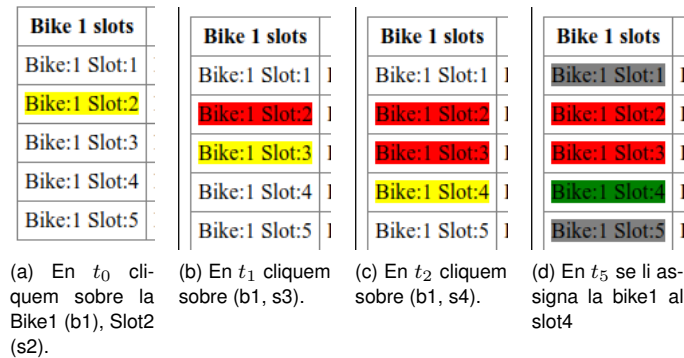 Bike 1 slots
Bike:1 Slot:1
Bike:1 Slot:2
Bike:1 Slot:3
Bike:1 Slot:4
Bike:1 Slot:5
(a) En t0 cli-
quem sobre la
Bike1 (b1), Slot2
(s2).
Bike 1 slots
Bike:1 Slot:1
Bike:1 Slot:2
Bike:1 Slot:3
Bike:1 Slot:4
Bike:1 Slot:5
(b) En t1 cliquem
sobre (b1, s3).
Bike 1 slots
Bike:1 Slot:1
Bike:1 Slot:2
Bike:1 Slot:3
Bike:1 Slot:4
Bike:1 Slot:5
(c) En t2 cliquem
sobre (b1, s4).
Bike 1 slots
Bike:1 Slot:1
Bike:1 Slot:2
Bike:1 Slot:3
Bike:1 Slot:4
Bike:1 Slot:5
(d) En t5 se li as-
signa la bike1 al
slot4